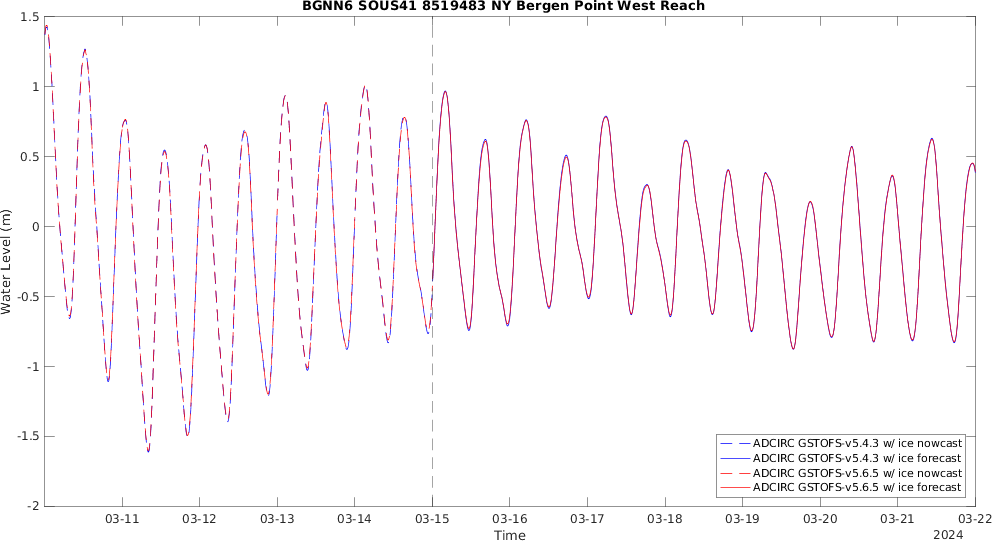 BGNN6 SOUS41 8519483 NY Bergen Point West Reach
1.5
1
0.5
0
-0.5
-1
-1.5
-2
Water Level (m)
03-11 03-12 03-13 03-14 03-15 03-16 03-17 03-18 03-19 03-20 03-21 03-22
Time
2024
ADCIRC GSTOFS-v5.4.3 w/ ice nowcast
ADCIRC GSTOFS-v5.4.3 w/ ice forecast
ADCIRC GSTOFS-v5.6.5 w/ ice nowcast
ADCIRC GSTOFS-v5.6.5 w/ ice forecast